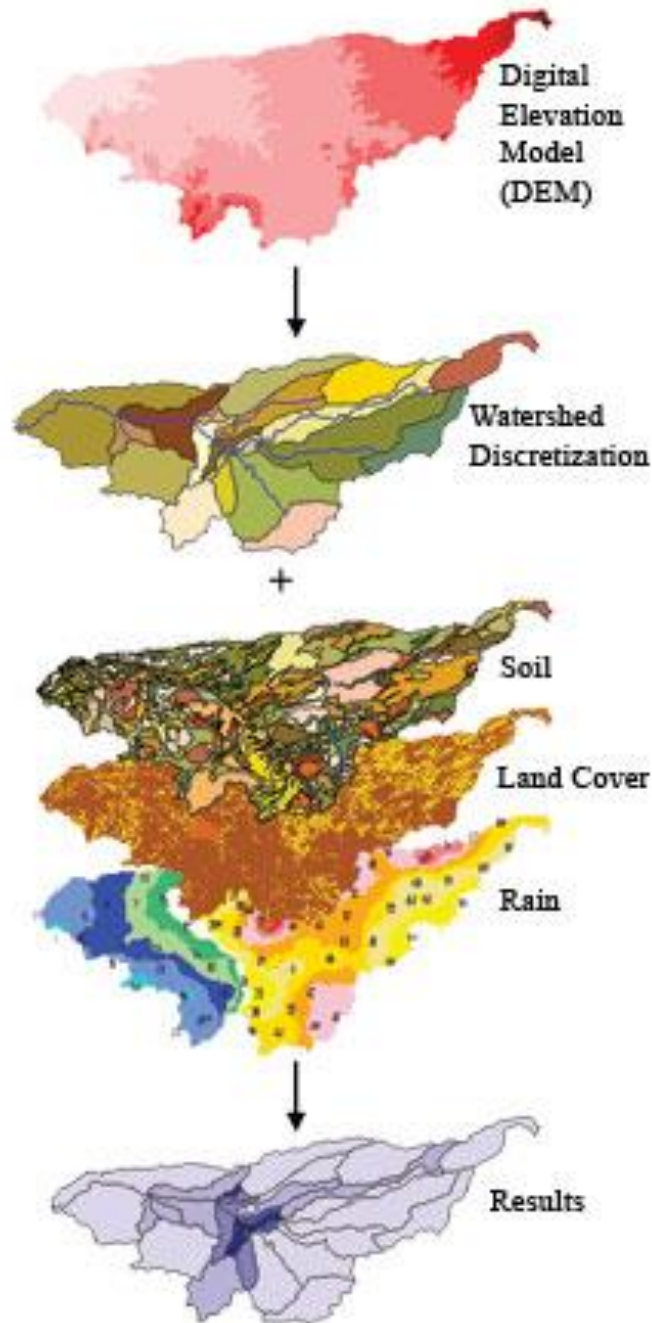 Digital
Elevation
Model
(DEM)
Watershed
Discretization
+
Soil
Land Cover
Rain
Results